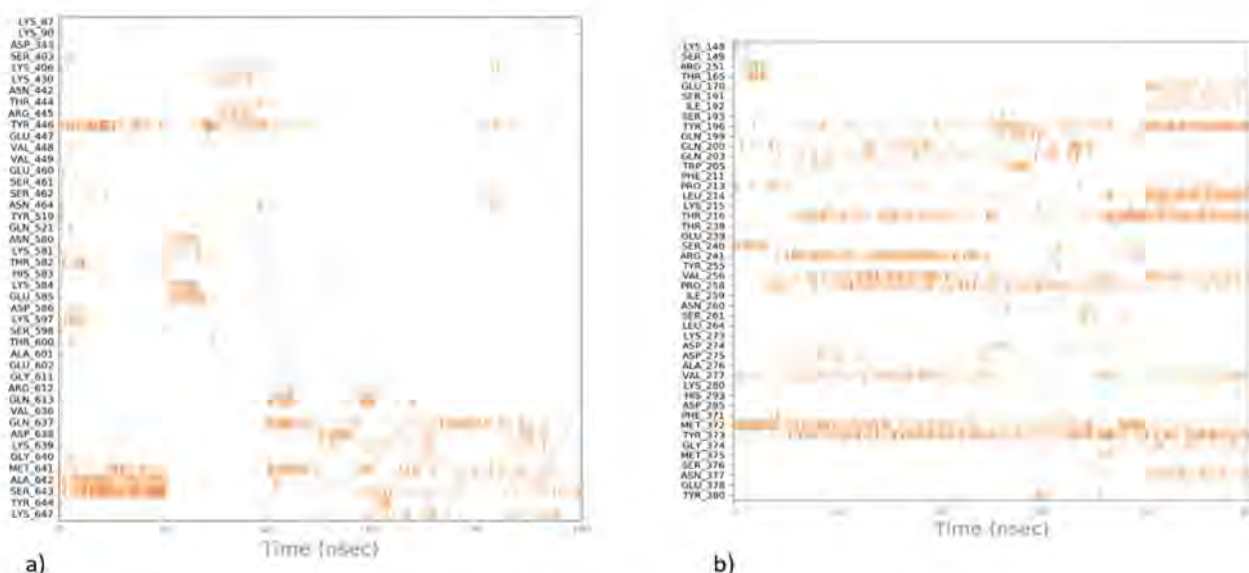 LYS_87
LYS_90
ASP_344
SER_403
LYS_406
LYS_430
ASN_442
THR_444
ARG_445
TYR_446
GLU_447
VAL_448
VAL_449
GLU_460
SER_461
SER_462
ASN_464
TYR_519
GLN_521
ASN_580
LYS_581
THR_582
HIS_583
LYS_584
GLU_585
ASP_586
LYS_597
SER_598
THR_600
ALA_601
GLU_602
GLY_611
ARG_612
GLN_613
VAL_636
GLN_637
ASP_638
LYS_639
GLY_640
MET_641
ALA_642
SER_643
TYR_644
LYS_647
Time (nsec)
a)
LYS_148
SER_149
ARG_251
THR_165
GLU_170
SER_191
ILE_192
SER_193
TYR_196
GLN_199
GLN_200
GLN_203
TRP_205
PHE_211
PRO_213
LEU_214
LYS_215
THR_216
THR_238
GLU_239
SER_240
ARG_241
TYR_255
VAL_256
PRO_258
ILE_259
ASN_260
SER_261
LEU_264
LYS_273
ASP_274
ASP_275
ALA_276
VAL_277
LYS_280
HIS_293
ASP_295
PHE_371
MET_372
TYR_373
GLY_374
MET_375
SER_376
ASN_377
GLU_378
TYR_380
Time (nsec)
b)